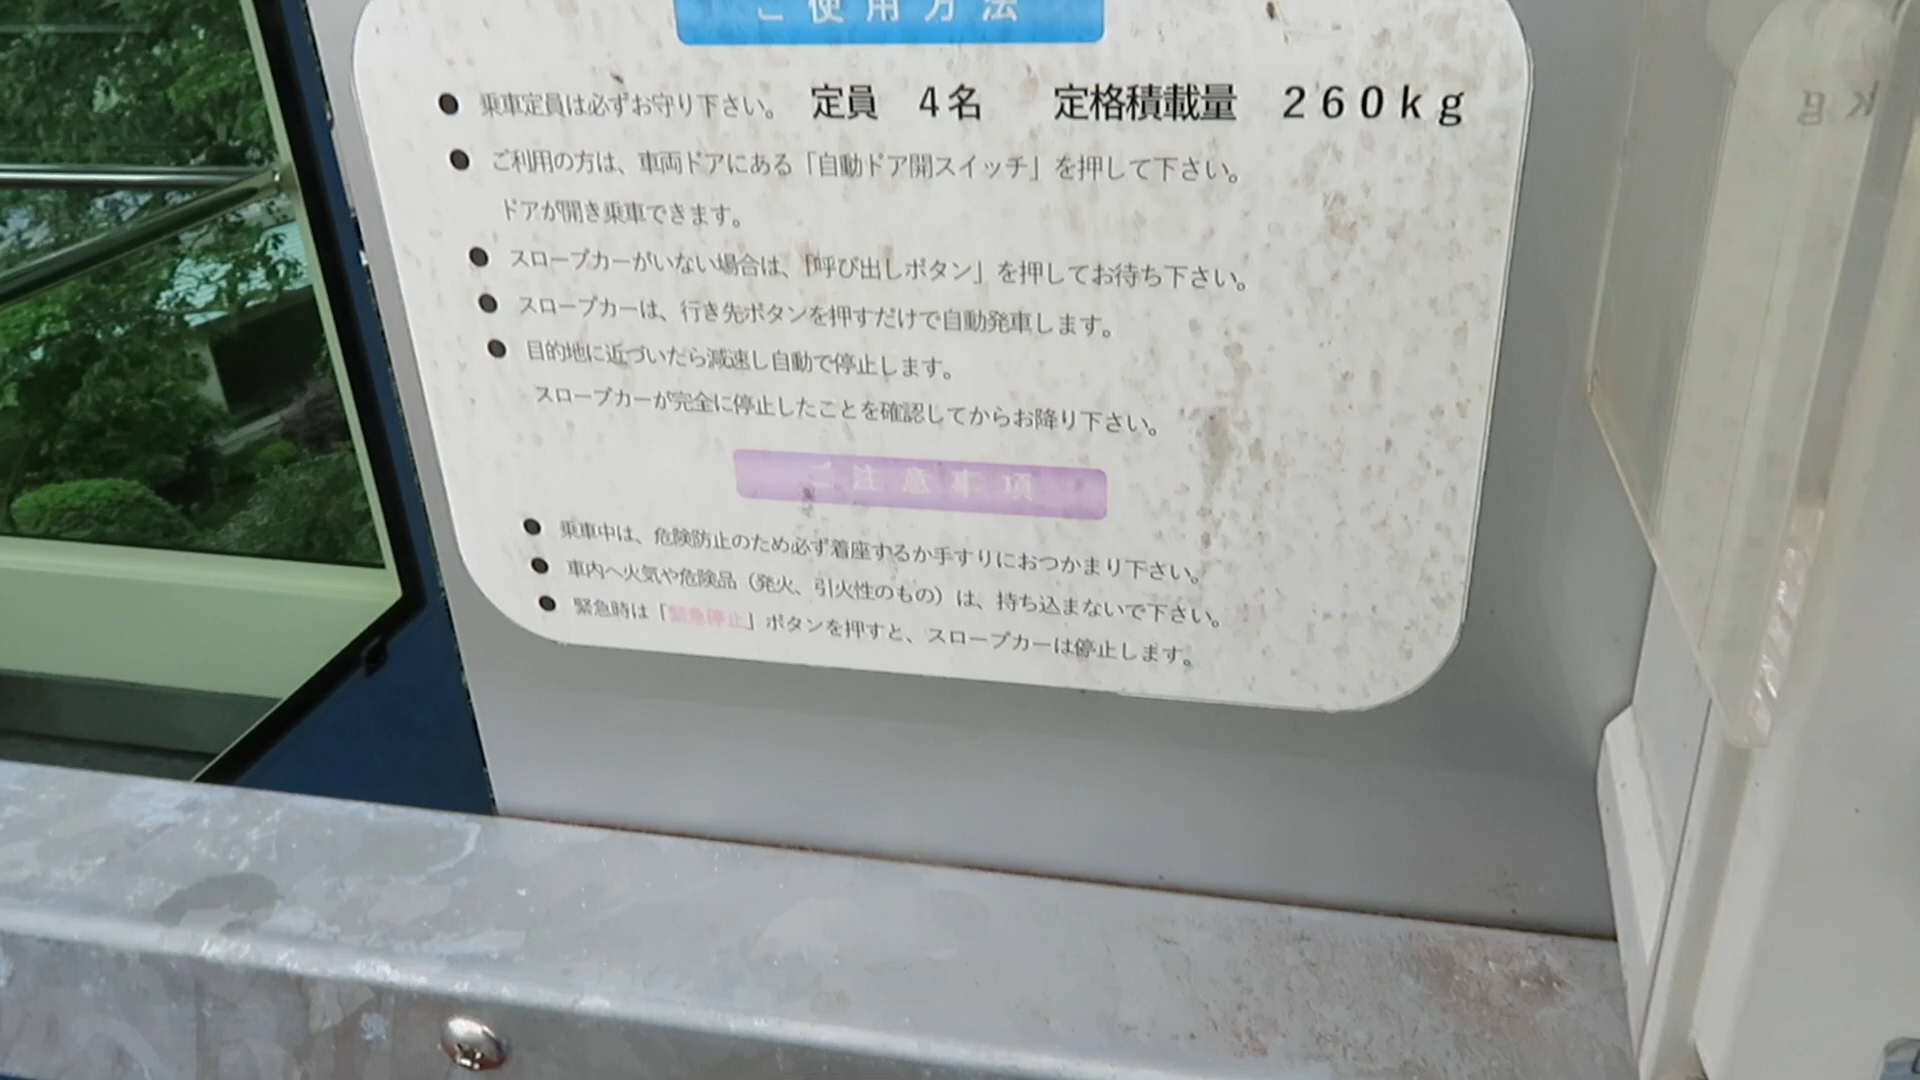 ご使用方法
● 乗車定員は必ずお守り下さい。 定員 4名 定格積載量 260kg
● ご利用の方は、車両ドアにある「自動ドア開スイッチ」を押して下さい。
ドアが開き乗車できます。
● スロープカーがいない場合は、「呼び出しボタン」を押してお待ち下さい。
● スロープカーは、行き先ボタンを押すだけで自動発車します。
● 目的地に近づいたら減速し自動で停止します。
スロープカーが完全に停止したことを確認してからお降り下さい。
ご注意事項
● 乗車中は、危険防止のため必ず着座するか手すりにおつかまり下さい。
● 車内へ火気や危険品（発火、引火性のもの）は、持ち込まないで下さい。
● 緊急時は「緊急停止」ボタンを押すと、スロープカーは停止します。
kg